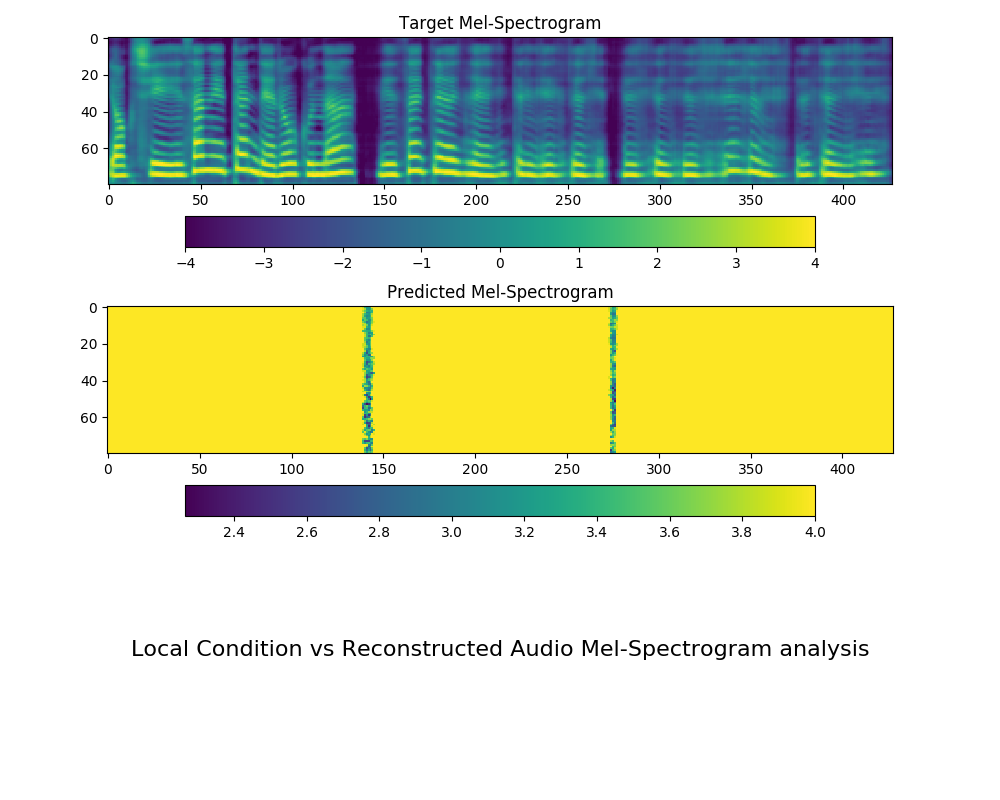 Target Mel-Spectrogram
0
20
40
60
0 50 100 150 200 250 300 350 400
−4 −3 −2 −1 0 1 2 3 4
Predicted Mel-Spectrogram
0
20
40
60
0 50 100 150 200 250 300 350 400
2.4 2.6 2.8 3.0 3.2 3.4 3.6 3.8 4.0
Local Condition vs Reconstructed Audio Mel-Spectrogram analysis